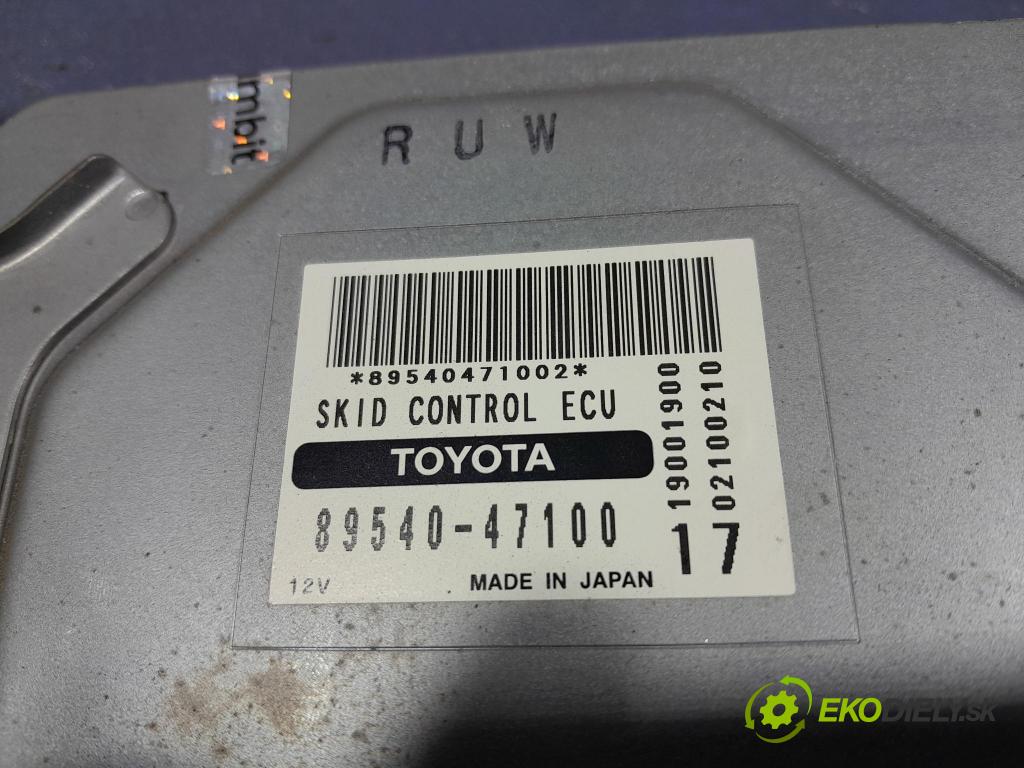 mbit
R U W
*89540471002*
SKID CONTROL ECU
TOYOTA
89540-47100
12V
MADE IN JAPAN
17
19001900
02100210
EKODIELY.SK